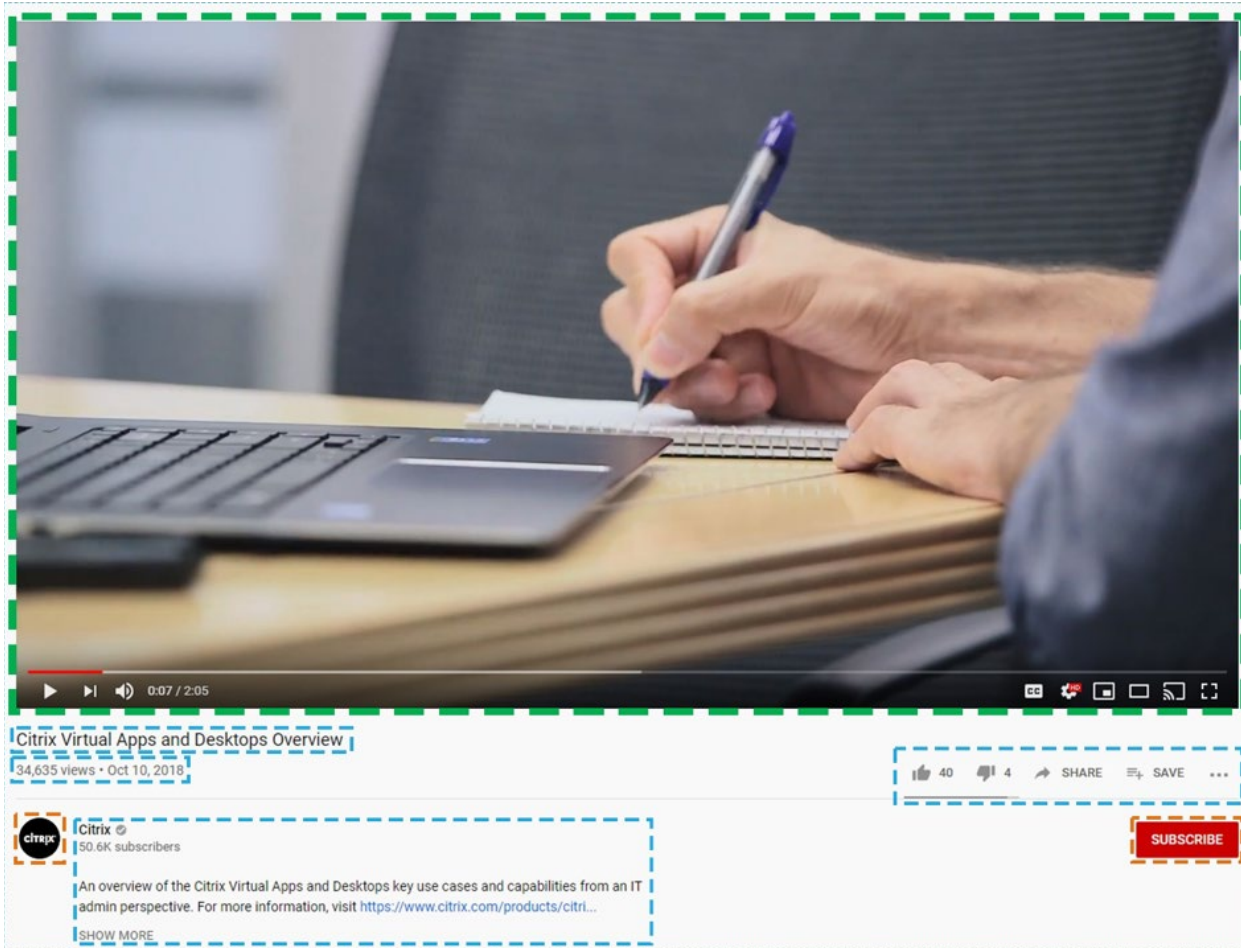 0:07 / 2:05
CC
HD
Citrix Virtual Apps and Desktops Overview
34,635 views • Oct 10, 2018
40 4 SHARE SAVE
citrix
Citrix
50.6K subscribers
SUBSCRIBE
An overview of the Citrix Virtual Apps and Desktops key use cases and capabilities from an IT
admin perspective. For more information, visit https://www.citrix.com/products/citri...
SHOW MORE